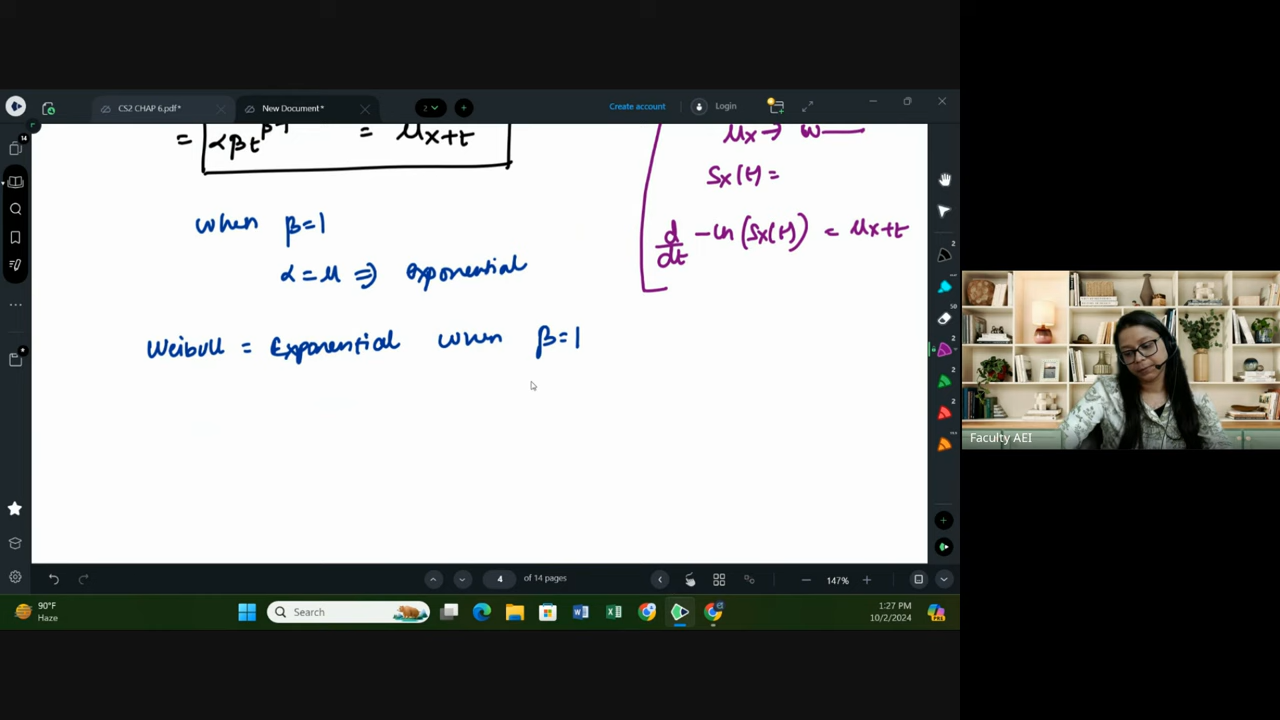 CS2 CHAP 6.pdf*
New Document*
2
Create account
Login
= αβt^β-1 = μx+t
μx →
Sx(t) =
d/dt -ln(Sx(t)) = μx+t
when β=1
α=μ ⇒ exponential
Weibull = Exponential when β=1
Faculty AEI
4 of 14 pages
147%
90°F
Haze
Search
1:27 PM
10/2/2024